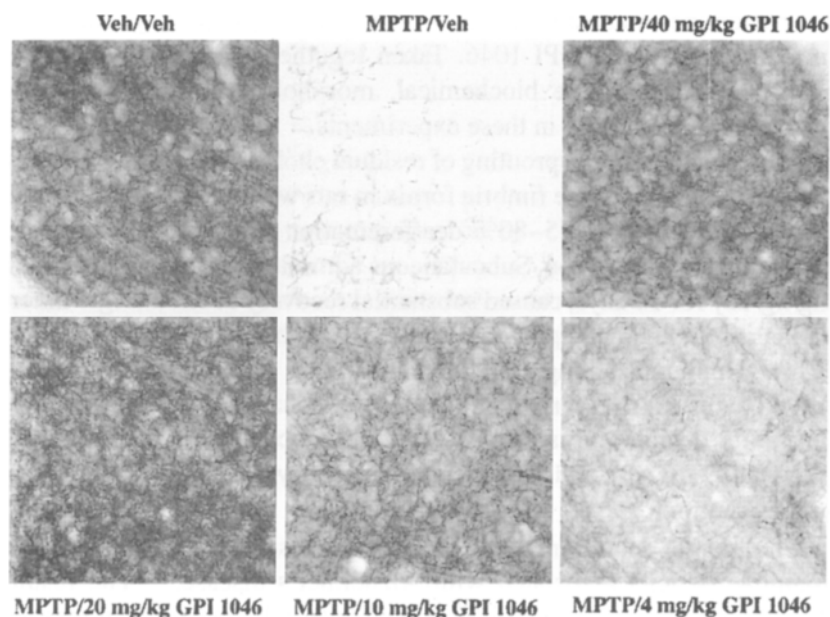 Veh/Veh
MPTP/Veh
MPTP/40 mg/kg GPI 1046
MPTP/20 mg/kg GPI 1046
MPTP/10 mg/kg GPI 1046
MPTP/4 mg/kg GPI 1046